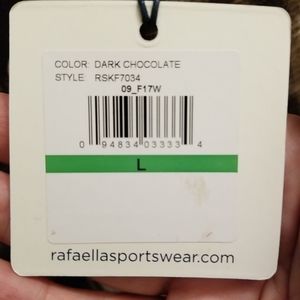 COLOR: DARK CHOCOLATE
STYLE: RSKF7034
09_F17W
0 94834 03333 4
L
rafaellasportswear.com